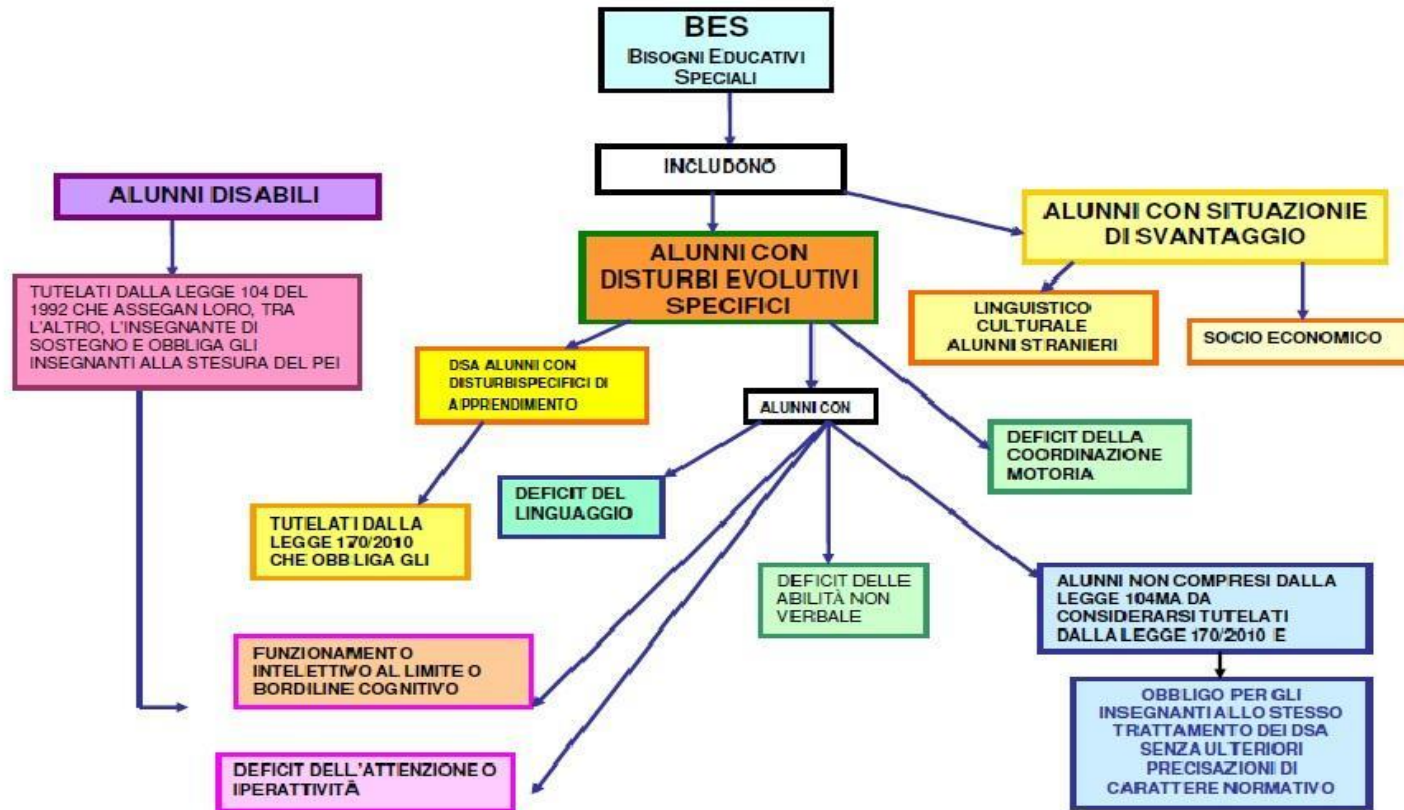 BES
BISOGNI EDUCATIVI
SPECIALI
INCLUDONO
ALUNNI DISABILI
ALUNNI CON SITUAZIONIE
DI SVANTAGGIO
ALUNNI CON
DISTURBI EVOLUTIVI
SPECIFICI
TUTELATI DALLA LEGGE 104 DEL
1992 CHE ASSEGAN LORO, TRA
L'ALTRO, L'INSEGNANTE DI
SOSTEGNO E OBBLIGA GLI
INSEGNANTI ALLA STESURA DEL PEI
LINGUISTICO
CULTURALE
ALUNNI STRANIERI
SOCIO ECONOMICO
DSA ALUNNI CON
DISTURBISPECIFICI DI
APPRENDIMENTO
ALUNNI CON
DEFICIT DELLA
COORDINAZIONE
MOTORIA
DEFICIT DEL
LINGUAGGIO
TUTELATI DALLA
LEGGE 170/2010
CHE OBBLIGA GLI
DEFICIT DELLE
ABILITÀ NON
VERBALE
ALUNNI NON COMPRESI DALLA
LEGGE 104MA DA
CONSIDERARSI TUTELATI
DALLA LEGGE 170/2010 E
FUNZIONAMENTO
INTELETTIVO AL LIMITE O
BORDILINE COGNITIVO
OBBLIGO PER GLI
INSEGNANTI ALLO STESSO
TRATTAMENTO DEI DSA
SENZA ULTERIORI
PRECISAZIONI DI
CARATTERE NORMATIVO
DEFICIT DELL'ATTENZIONE O
IPERATTIVITÀ